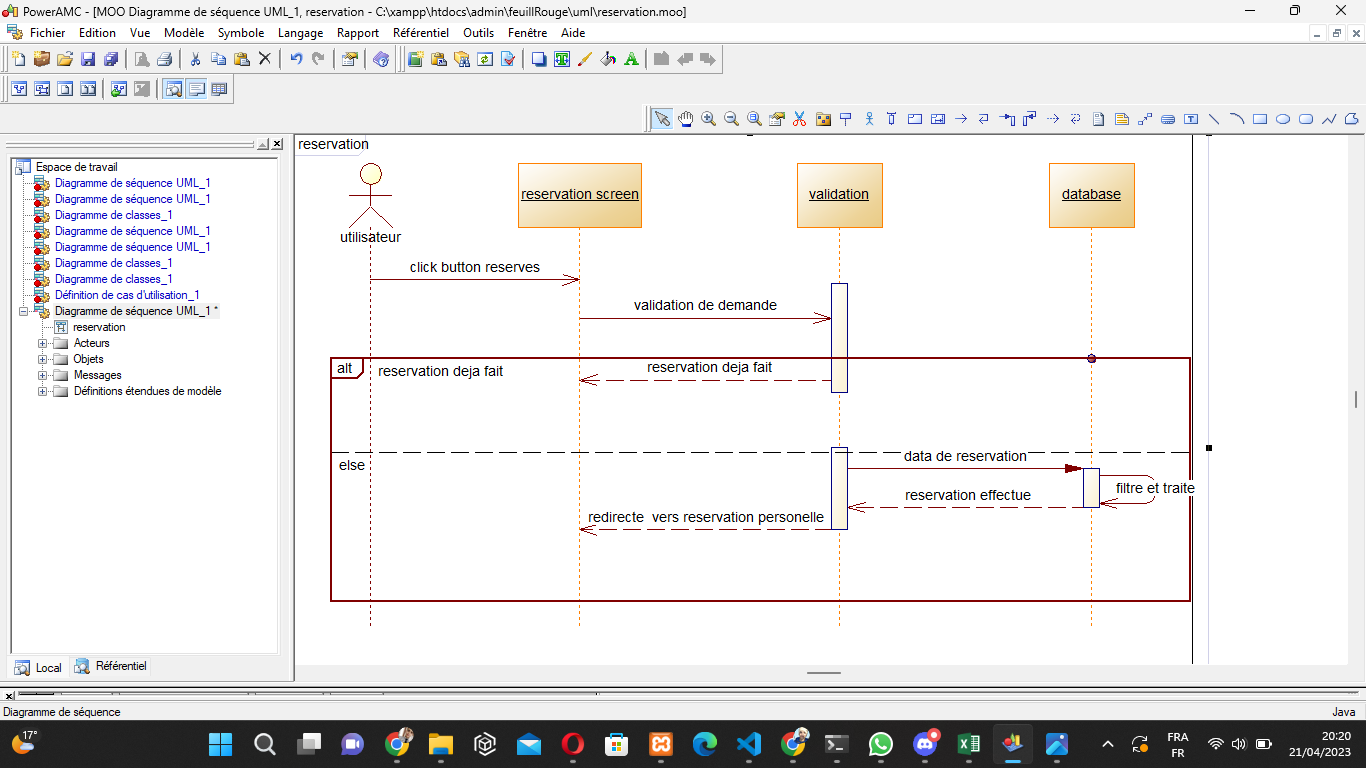 PowerAMC - [MOO Diagramme de séquence UML_1, reservation - C:\xampp\htdocs\admin\feuillRouge\uml\reservation.moo]
Fichier Edition Vue Modèle Symbole Langage Rapport Référentiel Outils Fenêtre Aide
Espace de travail
Diagramme de séquence UML_1
Diagramme de séquence UML_1
Diagramme de classes_1
Diagramme de séquence UML_1
Diagramme de séquence UML_1
Diagramme de classes_1
Diagramme de classes_1
Définition de cas d'utilisation_1
Diagramme de séquence UML_1 *
reservation
Acteurs
Objets
Messages
Définitions étendues de modèle
Local Référentiel
reservation
reservation screen validation database
utilisateur
click button reserves
validation de demande
alt reservation deja fait reservation deja fait
else data de reservation
filtre et traite
reservation effectue
redirecte vers reservation personelle
Diagramme de séquence Java
17°
FRA
FR
20:20
21/04/2023